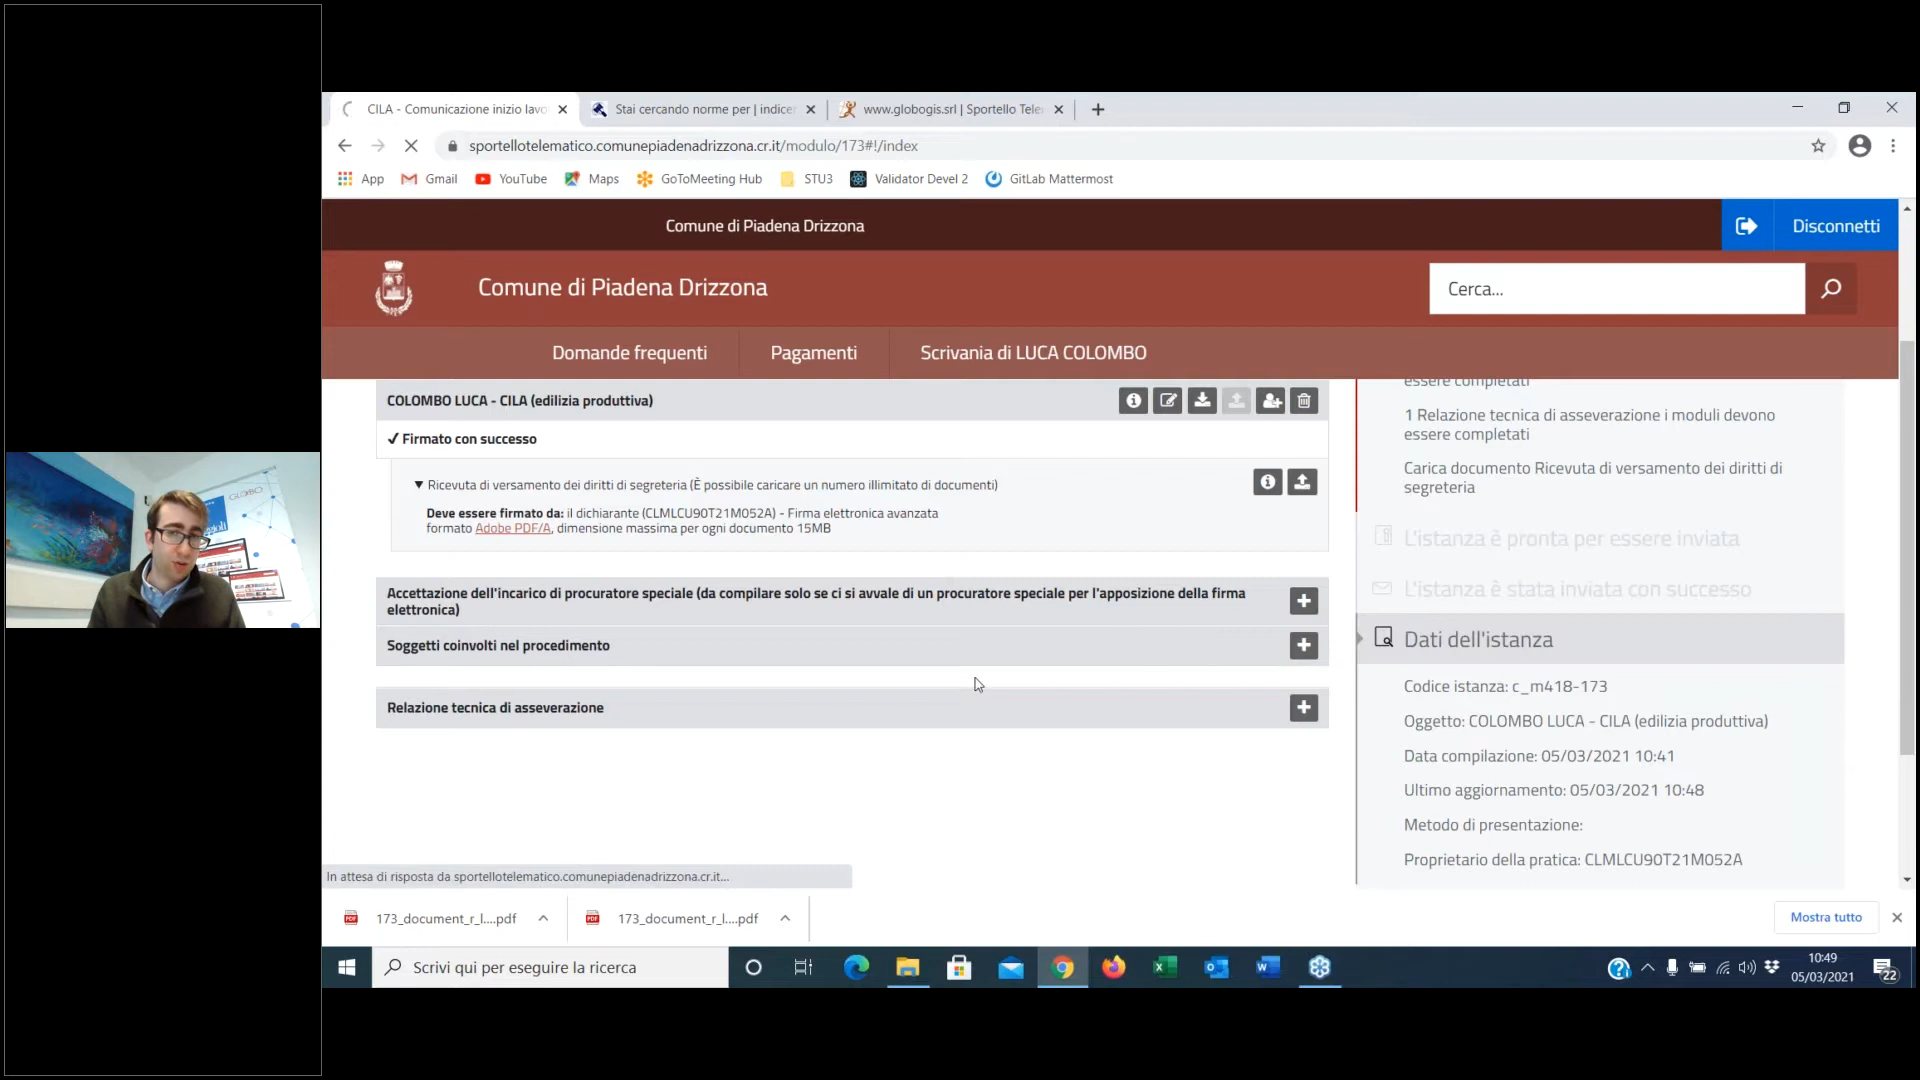 CILA - Comunicazione inizio lavo
Stai cercando norme per | indicer
www.globogis.srl | Sportello Tele
sportellotelematico.comunepiadenadrizzona.cr.it/modulo/173#!/index
App
Gmail
YouTube
Maps
GoToMeeting Hub
STU3
Validator Devel 2
GitLab Mattermost
Comune di Piadena Drizzona
Disconnetti
Comune di Piadena Drizzona
Cerca...
Domande frequenti
Pagamenti
Scrivania di LUCA COLOMBO
COLOMBO LUCA - CILA (edilizia produttiva)
Firmato con successo
Ricevuta di versamento dei diritti di segreteria (È possibile caricare un numero illimitato di documenti)
Deve essere firmato da: il dichiarante (CLMLCU90T21M052A) - Firma elettronica avanzata
formato Adobe PDF/A, dimensione massima per ogni documento 15MB
Accettazione dell'incarico di procuratore speciale (da compilare solo se ci si avvale di un procuratore speciale per l'apposizione della firma
elettronica)
Soggetti coinvolti nel procedimento
Relazione tecnica di asseverazione
essere completati
1 Relazione tecnica di asseverazione i moduli devono
essere completati
Carica documento Ricevuta di versamento dei diritti di
segreteria
L'istanza è pronta per essere inviata
L'istanza è stata inviata con successo
Dati dell'istanza
Codice istanza: c_m418-173
Oggetto: COLOMBO LUCA - CILA (edilizia produttiva)
Data compilazione: 05/03/2021 10:41
Ultimo aggiornamento: 05/03/2021 10:48
Metodo di presentazione:
Proprietario della pratica: CLMLCU90T21M052A
In attesa di risposta da sportellotelematico.comunepiadenadrizzona.cr.it...
173_document_r_l....pdf
173_document_r_l....pdf
Mostra tutto
Scrivi qui per eseguire la ricerca
10:49
05/03/2021
22